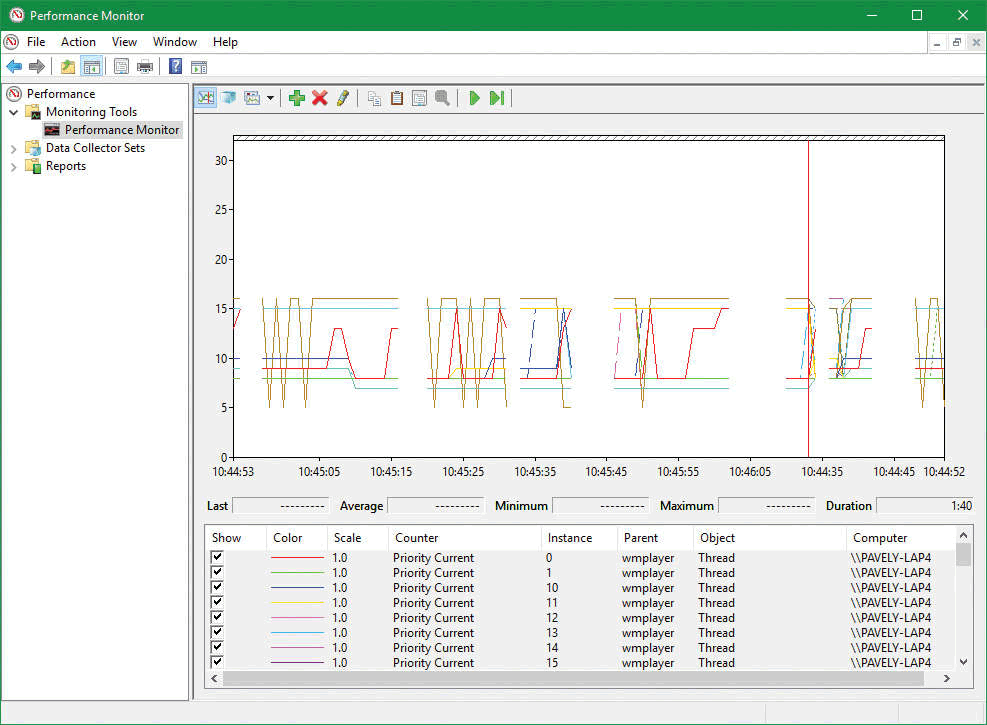 Performance Monitor
File Action View Window Help
Performance
Monitoring Tools
Performance Monitor
Data Collector Sets
Reports
30
25
20
15
10
5
0
10:44:53 10:45:05 10:45:15 10:45:25 10:45:35 10:45:45 10:45:55 10:46:05 10:44:35 10:44:45 10:44:52
Last --------- Average --------- Minimum --------- Maximum --------- Duration 1:40
Show Color Scale Counter Instance Parent Object Computer
1.0 Priority Current 0 wmplayer Thread \\PAVELY-LAP4
1.0 Priority Current 1 wmplayer Thread \\PAVELY-LAP4
1.0 Priority Current 10 wmplayer Thread \\PAVELY-LAP4
1.0 Priority Current 11 wmplayer Thread \\PAVELY-LAP4
1.0 Priority Current 12 wmplayer Thread \\PAVELY-LAP4
1.0 Priority Current 13 wmplayer Thread \\PAVELY-LAP4
1.0 Priority Current 14 wmplayer Thread \\PAVELY-LAP4
1.0 Priority Current 15 wmplayer Thread \\PAVELY-LAP4